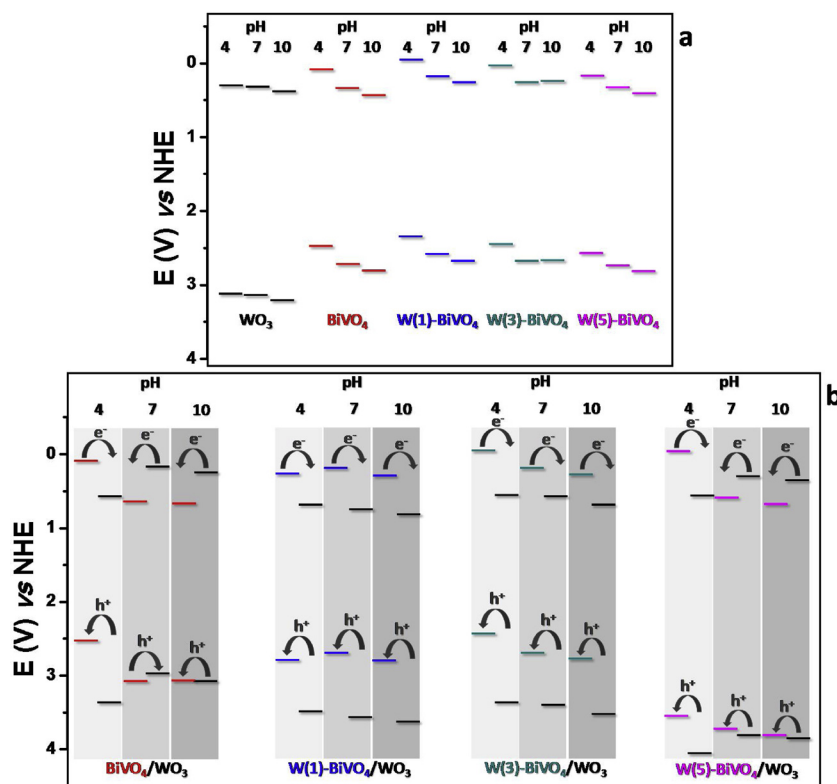 a
pH pH pH pH pH
4 7 10 4 7 10 4 7 10 4 7 10 4 7 10
0
1
2
3
4
E (V) vs NHE
WO₃ BiVO₄ W(1)-BiVO₄ W(3)-BiVO₄ W(5)-BiVO₄
b
pH pH pH pH
4 7 10 4 7 10 4 7 10 4 7 10
e⁻ e⁻ e⁻ e⁻ e⁻ e⁻ e⁻ e⁻ e⁻ e⁻ e⁻ e⁻
0
1
2
3
4
E (V) vs NHE
h⁺ h⁺ h⁺ h⁺ h⁺ h⁺ h⁺ h⁺ h⁺ h⁺ h⁺ h⁺
BiVO₄/WO₃ W(1)-BiVO₄/WO₃ W(3)-BiVO₄/WO₃ W(5)-BiVO₄/WO₃